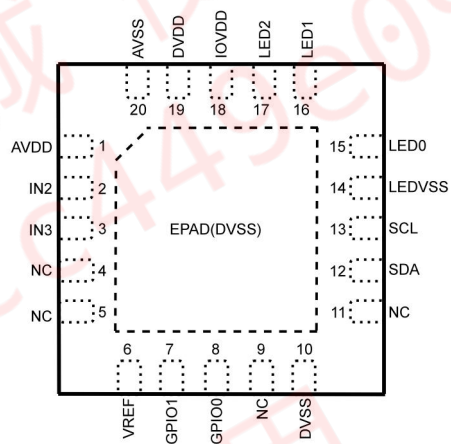 AVSS DVDD IOVDD LED2 LED1
20 19 18 17 16
AVDD 1 15 LED0
IN2 2 14 LEDVSS
IN3 3 EPAD(DVSS) 13 SCL
NC 4 12 SDA
NC 5 11 NC
6 7 8 9 10
VREF GPIO1 GPIO0 NC DVSS